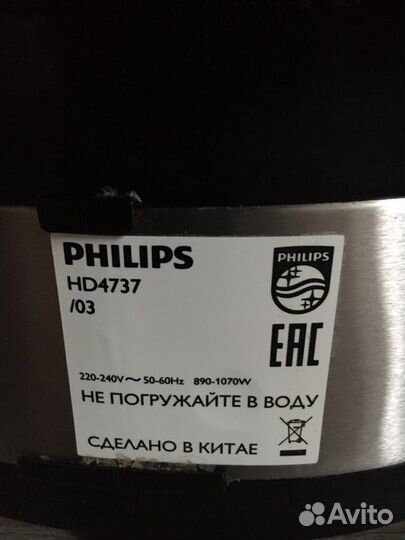 PHILIPS
HD4737
/03
PHILIPS
EAC
220-240V~ 50-60Hz 890-1070W
НЕ ПОГРУЖАЙТЕ В ВОДУ
СДЕЛАНО В КИТАЕ
Avito